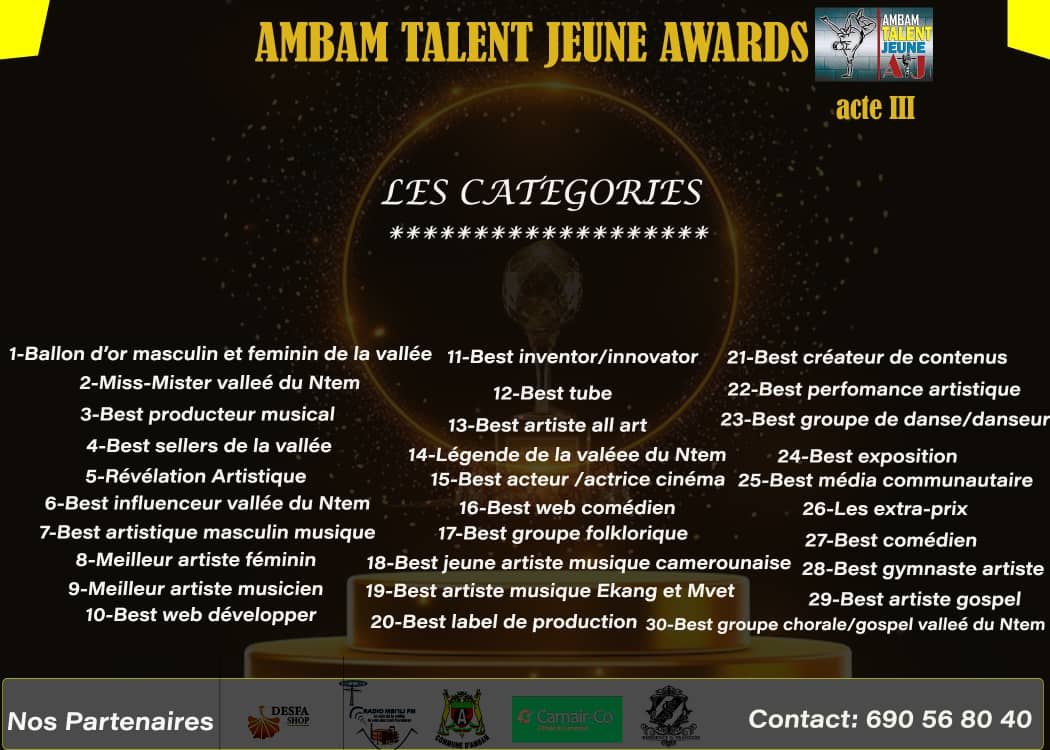 AMBAM TALENT JEUNE AWARDS
AMBAM
TALENT
JEUNE
acte III
LES CATEGORIES
*******************
1-Ballon d’or masculin et feminin de la vallée
2-Miss-Mister valleé du Ntem
3-Best producteur musical
4-Best sellers de la vallée
5-Révélation Artistique
6-Best influenceur vallée du Ntem
7-Best artistique masculin musique
8-Meilleur artiste féminin
9-Meilleur artiste musicien
10-Best web développer
11-Best inventor/innovator
12-Best tube
13-Best artiste all art
14-Légende de la valéee du Ntem
15-Best acteur /actrice cinéma
16-Best web comédien
17-Best groupe folklorique
18-Best jeune artiste musique camerounaise
19-Best artiste musique Ekang et Mvet
20-Best label de production
21-Best créateur de contenus
22-Best perfomance artistique
23-Best groupe de danse/danseur
24-Best exposition
25-Best média communautaire
26-Les extra-prix
27-Best comédien
28-Best gymnaste artiste
29-Best artiste gospel
30-Best groupe chorale/gospel valleé du Ntem
Nos Partenaires
DESFA
SHOP
COMMUNE D'AMBAM
Camair-Co
Contact: 690 56 80 40